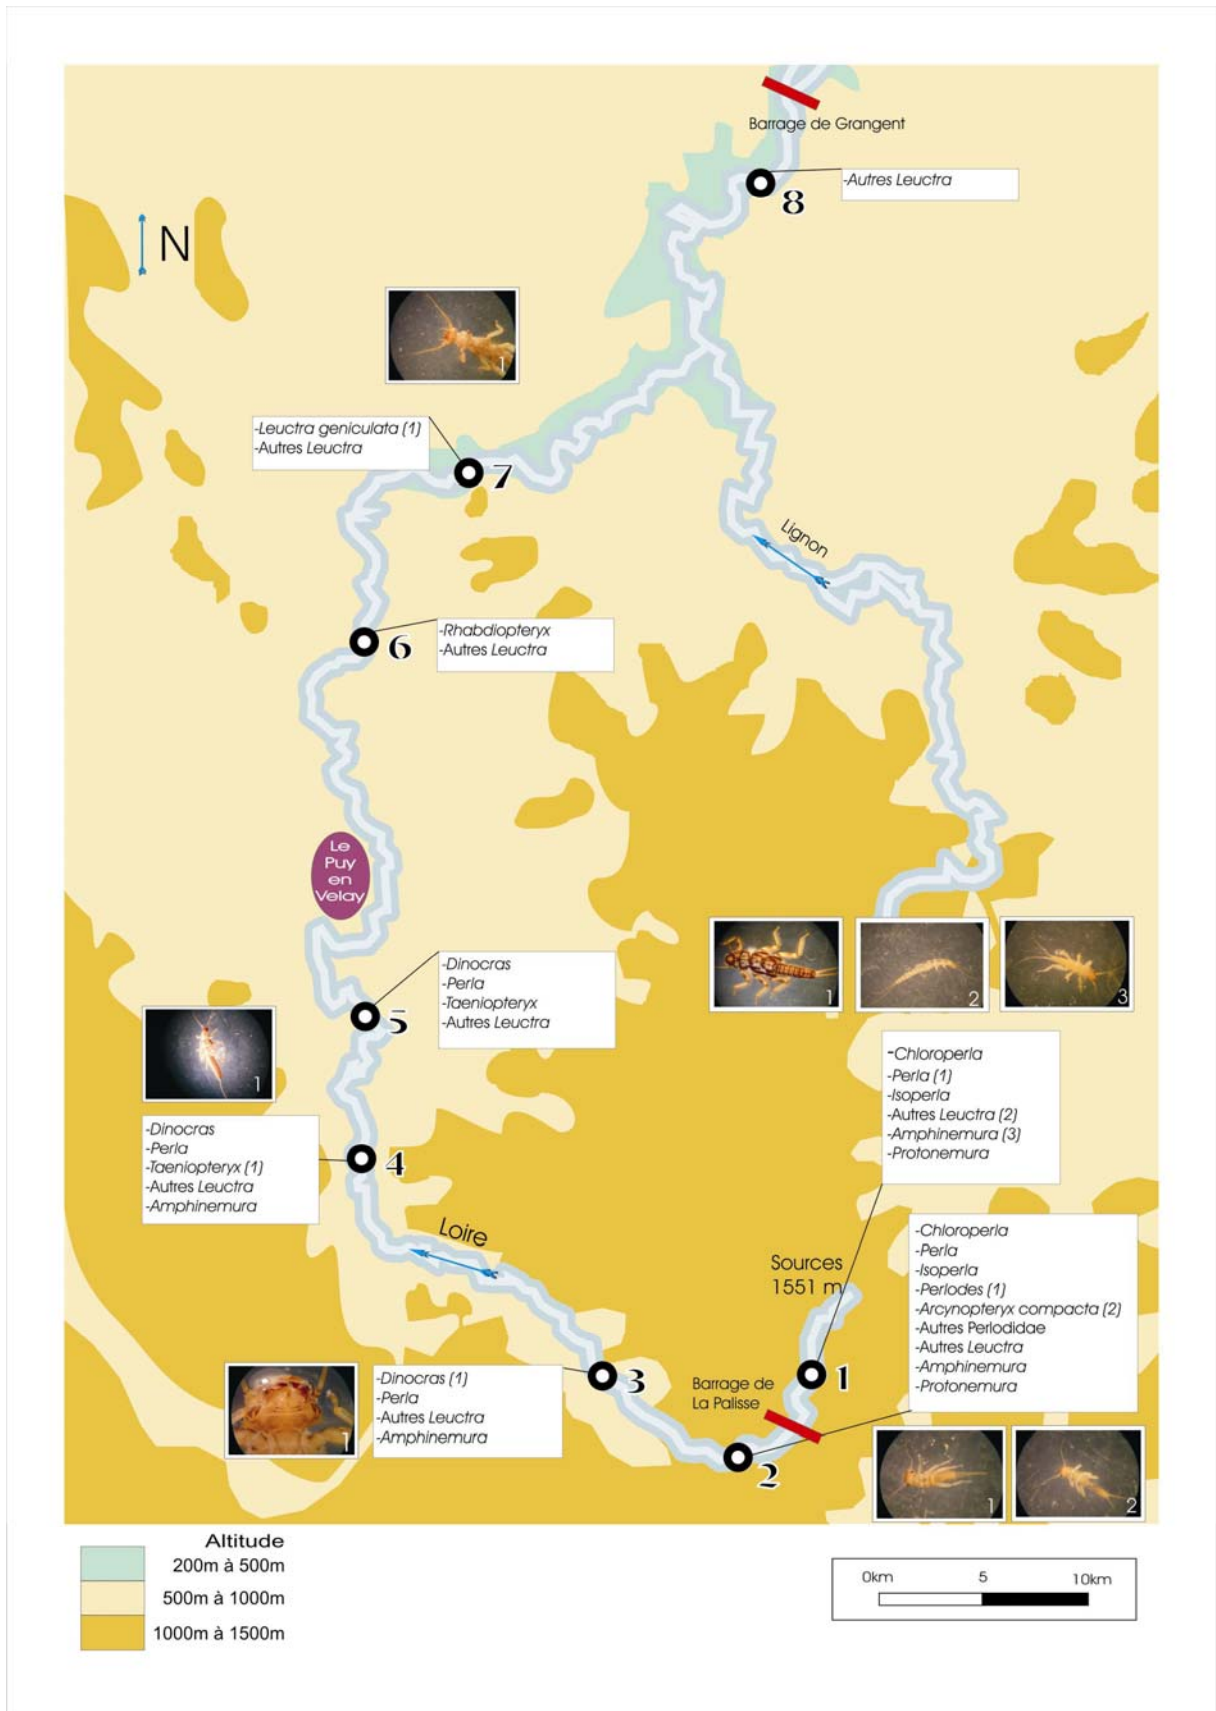 Barrage de Grangent
8
-Autres Leuctra
N
1
-Leuctra geniculata (1)
-Autres Leuctra
7
Lignon
6
-Rhabdiopteryx
-Autres Leuctra
Le
Puy
en
Velay
1
2
3
5
-Dinocras
-Perla
-Taeniopteryx
-Autres Leuctra
1
-Chloroperla
-Perla (1)
-Isoperla
-Autres Leuctra (2)
-Amphinemura (3)
-Protonemura
-Dinocras
-Perla
-Taeniopteryx (1)
-Autres Leuctra
-Amphinemura
4
Loire
Sources
1551 m
-Chloroperla
-Perla
-Isoperla
-Perlodes (1)
-Arcynopteryx compacta (2)
-Autres Perlodidae
-Autres Leuctra
-Amphinemura
-Protonemura
1
-Dinocras (1)
-Perla
-Autres Leuctra
-Amphinemura
3
Barrage de
La Palisse
1
2
1
2
Altitude
200m à 500m
500m à 1000m
1000m à 1500m
0km 5 10km